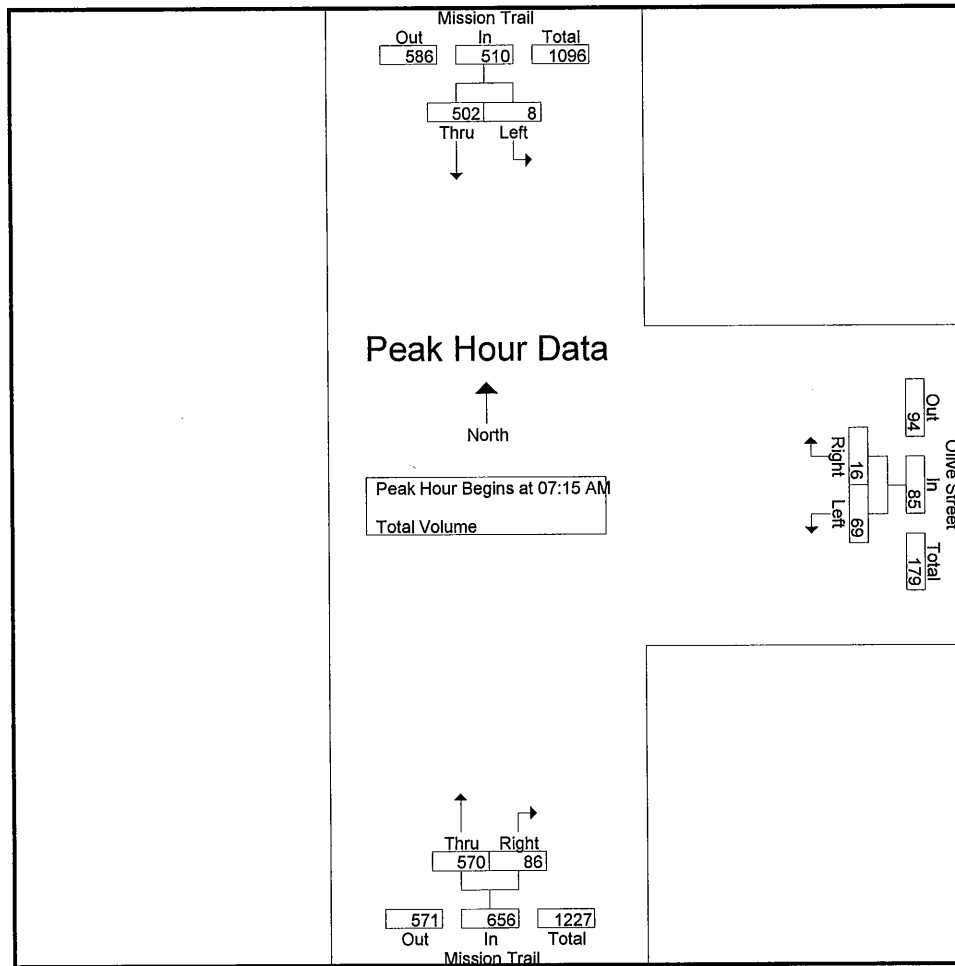 Mission Trail
Out In Total
586 510 1096
502 8
Thru Left
Peak Hour Data
North
Peak Hour Begins at 07:15 AM
Total Volume
Olive Street
Out In Total
94 85 179
16 69
Right Left
Thru Right
570 86
571 656 1227
Out In Total
Mission Trail